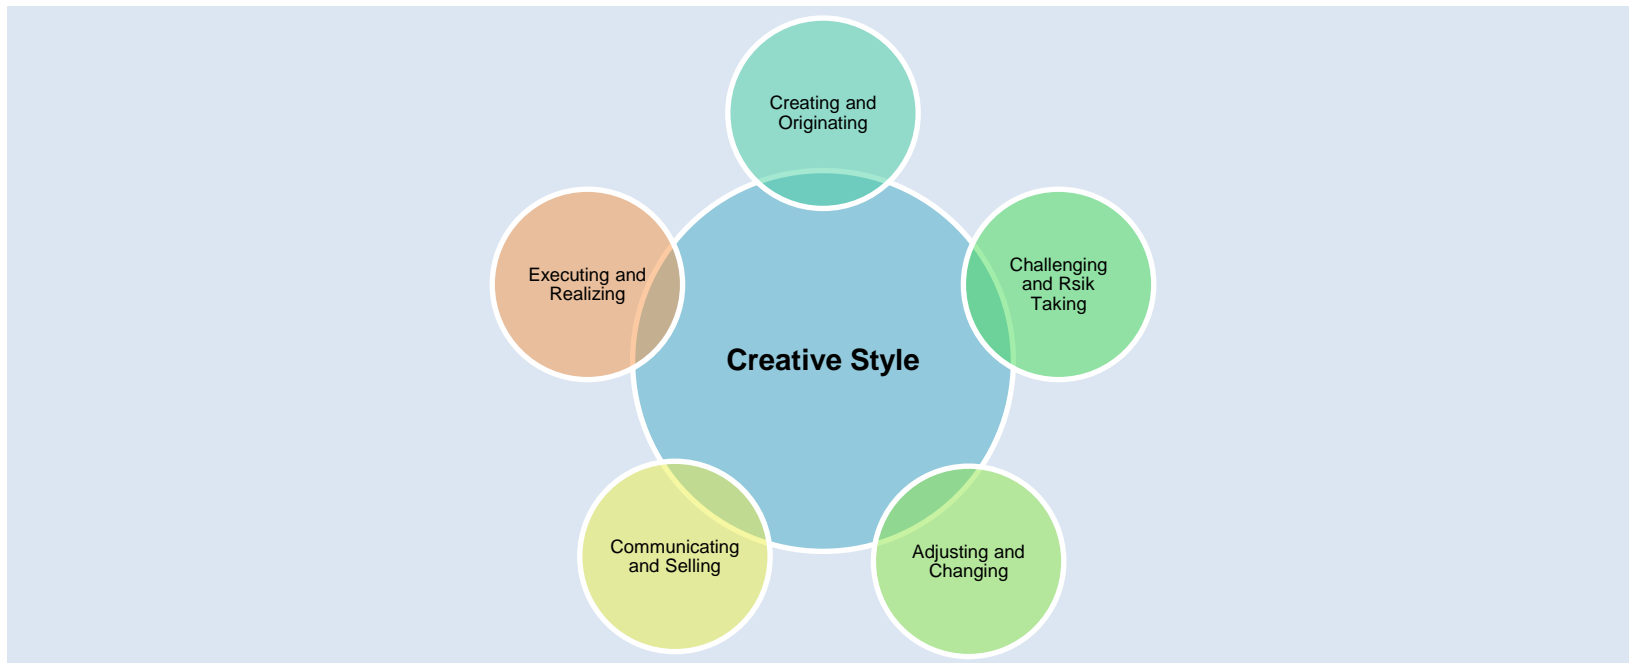 Creating and
Originating
Challenging
and Rsik
Taking
Adjusting and
Changing
Communicating
and Selling
Executing and
Realizing
Creative Style